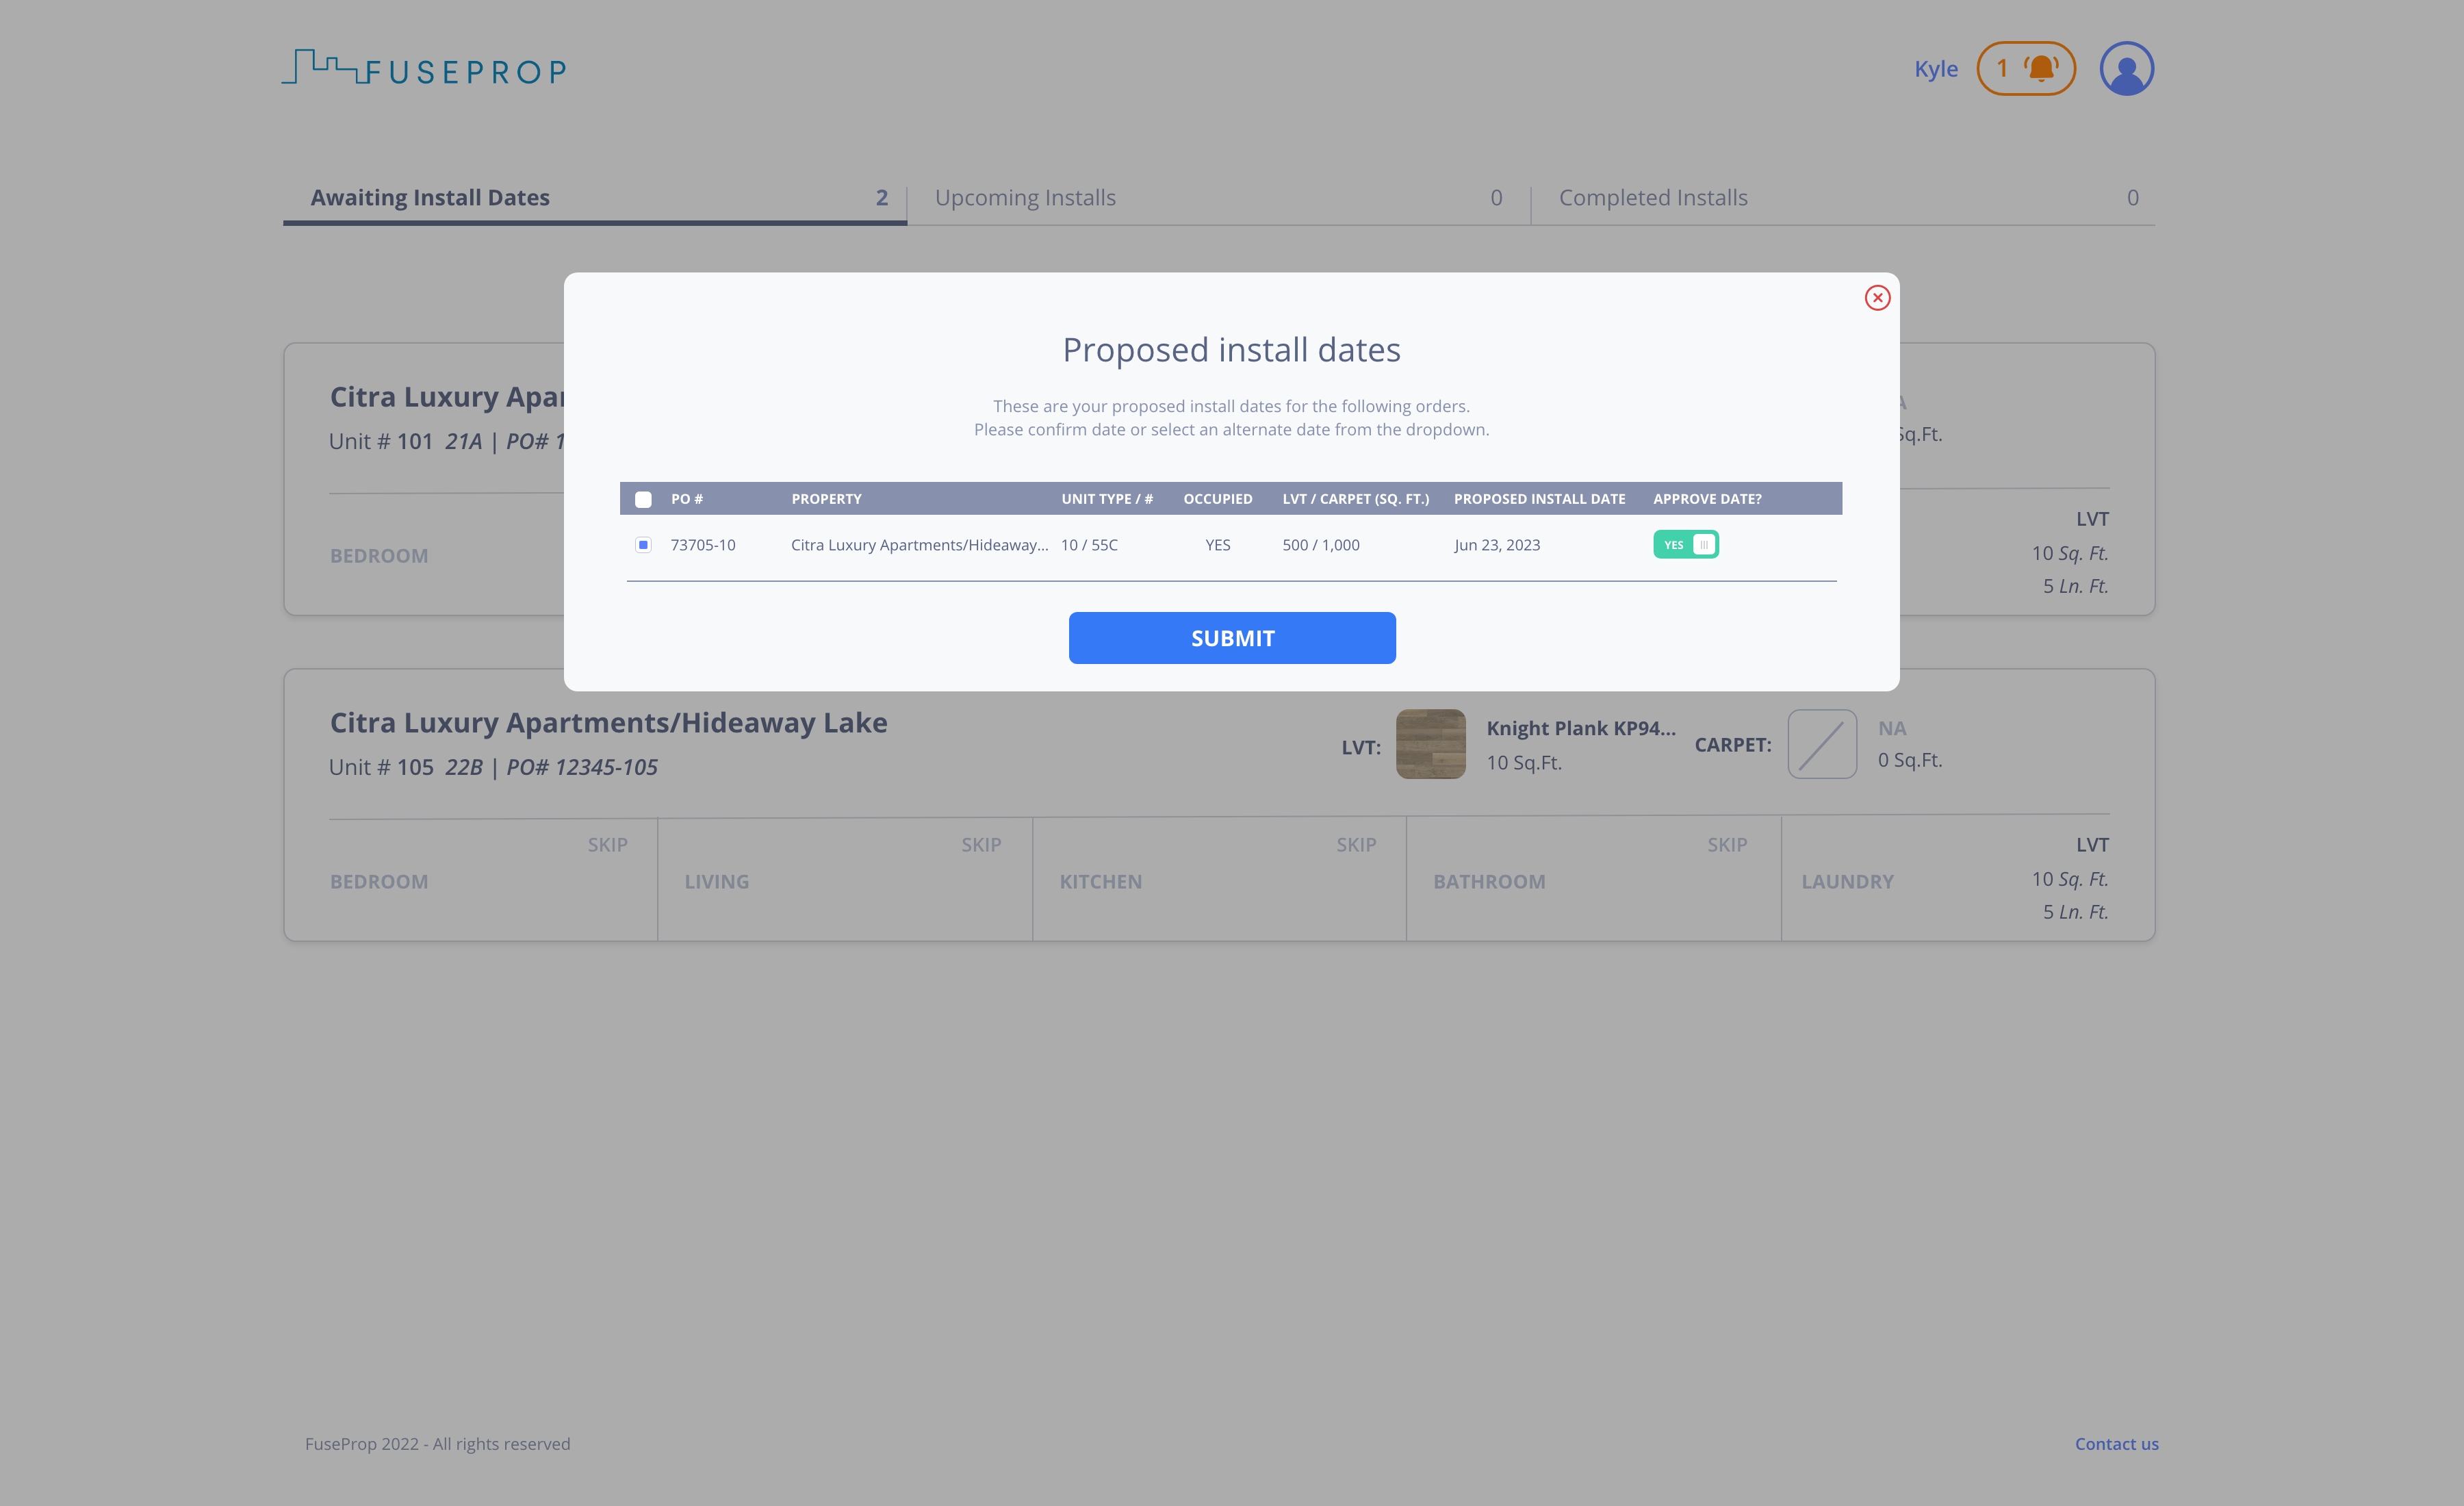 FUSEPROP
Kyle 1
Awaiting Install Dates 2 Upcoming Installs 0 Completed Installs 0
Proposed install dates
These are your proposed install dates for the following orders.
Please confirm date or select an alternate date from the dropdown.
PO # PROPERTY UNIT TYPE / # OCCUPIED LVT / CARPET (SQ. FT.) PROPOSED INSTALL DATE APPROVE DATE?
73705-10 Citra Luxury Apartments/Hideaway... 10 / 55C YES 500 / 1,000 Jun 23, 2023 YES
SUBMIT
Citra Luxury Apar
Unit # 101 21A | PO# 1
Sq.Ft.
BEDROOM
LVT
10 Sq. Ft.
5 Ln. Ft.
Citra Luxury Apartments/Hideaway Lake
Unit # 105 22B | PO# 12345-105
LVT:
Knight Plank KP94...
10 Sq.Ft.
CARPET:
NA
0 Sq.Ft.
SKIP SKIP SKIP SKIP LVT
BEDROOM LIVING KITCHEN BATHROOM LAUNDRY 10 Sq. Ft.
5 Ln. Ft.
FuseProp 2022 - All rights reserved Contact us